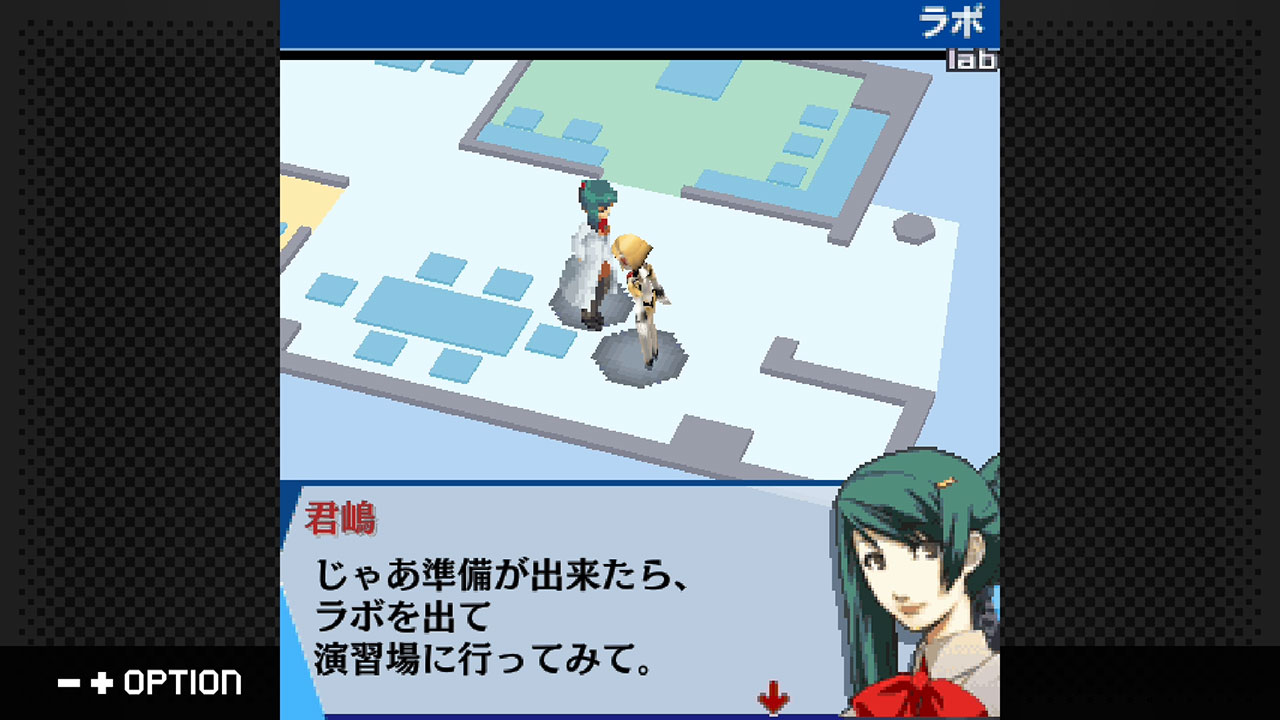 ラボ
lab
君嶋
じゃあ準備が出来たら、
ラボを出て
演習場に行ってみて。
−+ OPTION